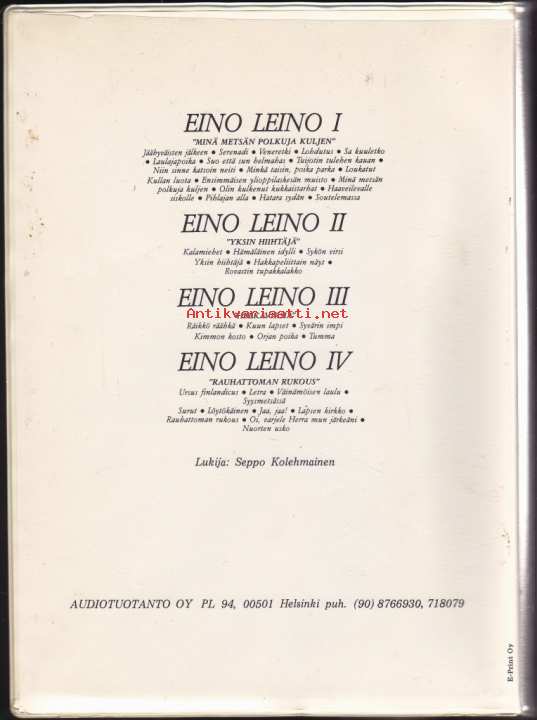 EINO LEINO I
"MINÄ METSÄN POLKUJA KULJEN"
Jäähyväisten jälkeen • Serenadi • Veneretki • Lohdutus • Sa kuuletko
• Laulajapoika • Suo että sun helmahas • Tuijotin tulehen kauan •
Niin sinne katsoin neiti • Minkä taisin, poika parka • Loukatut
Kullan luota • Ensimmäisen ylioppilaskesän muisto • Minä metsän
polkuja kuljen • Olin kulkenut kukkaistarhat • Haaveilevalle
siskolle • Pihlajan alla • Hatara sydän • Soutelemassa
EINO LEINO II
"YKSIN HIIHTÄJÄ"
Kalamiehet • Hämäläinen idylli • Sykön virsi
Yksin hiihtäjä • Hakkapeliittain näyt •
Rovastin tupakkalakko
EINO LEINO III
Antikvariaatti.net
Räikkö räähkä • Kuun lapset • Sysvärin impi
Kimmon kosto • Orjan poika • Tumma
EINO LEINO IV
"RAUHATTOMAN RUKOUS"
Ursus finlandicus • Letra • Väinämöisen laulu •
Syysmetsässä
Surut • Löytökäinen • Jaa, jaa! • Lapsen kirkko •
Rauhattoman rukous • Oi, varjele Herra mun järkeäni •
Nuorten usko
Lukija: Seppo Kolehmainen
AUDIOTUOTANTO OY PL 94, 00501 Helsinki puh. (90) 8766930, 718079
E-Print Oy